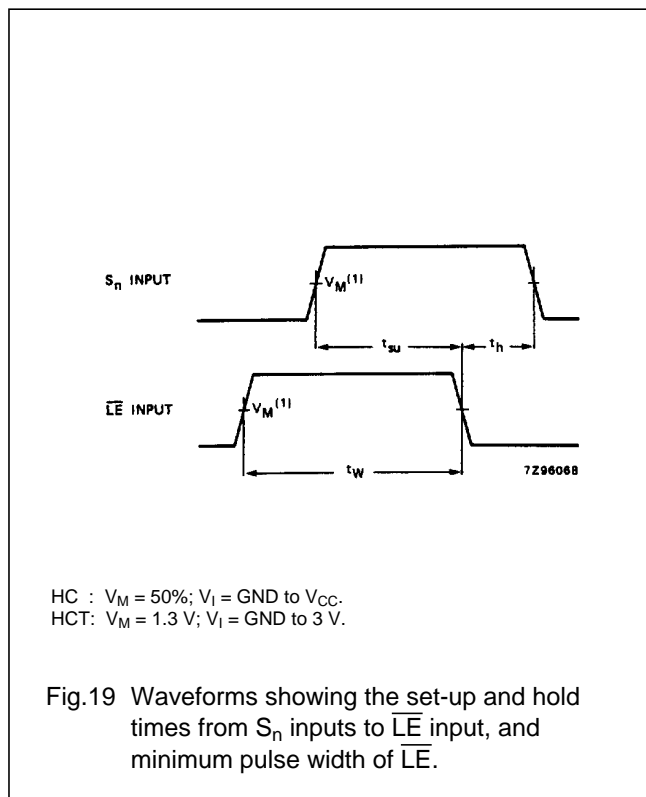 Sn INPUT
VM(1)
tsu
th
LE INPUT
VM(1)
tW
7Z96068
HC : VM = 50%; VI = GND to VCC.
HCT: VM = 1.3 V; VI = GND to 3 V.
Fig.19 Waveforms showing the set-up and hold
times from Sn inputs to LE input, and
minimum pulse width of LE.